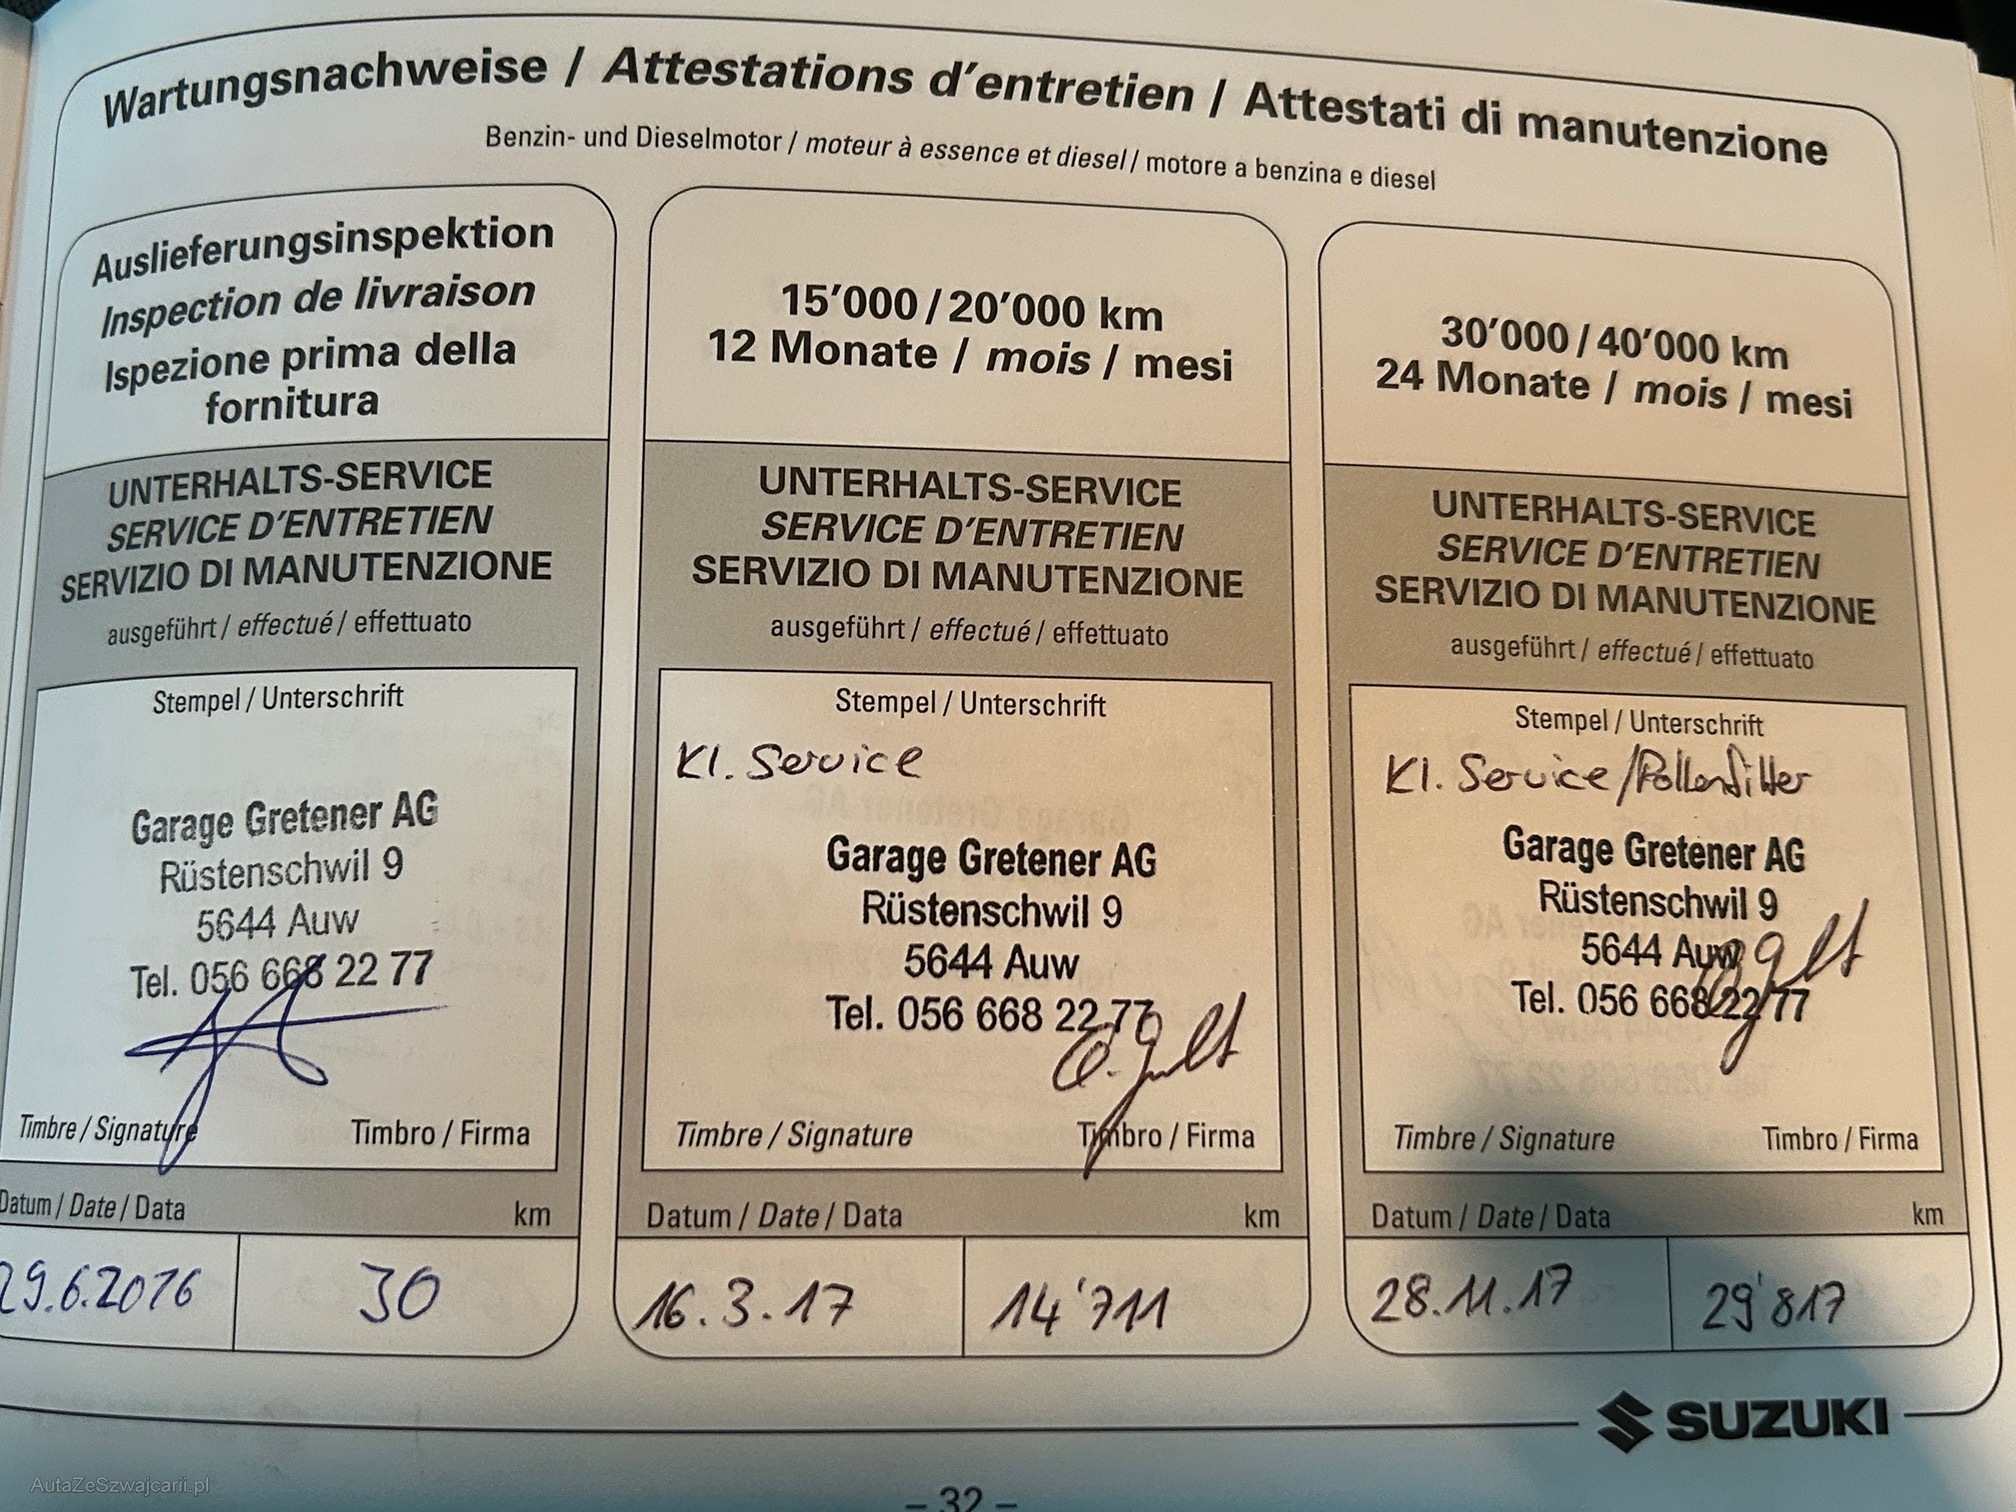 Wartungsnachweise / Attestations d'entretien / Attestati di manutenzione
Benzin- und Dieselmotor / moteur à essence et diesel / motore a benzina e diesel
Auslieferungsinspektion
Inspection de livraison
Ispezione prima della
fornitura
UNTERHALTS-SERVICE
SERVICE D'ENTRETIEN
SERVIZIO DI MANUTENZIONE
ausgeführt / effectué / effettuato
Stempel / Unterschrift
Garage Gretener AG
Rüstenschwil 9
5644 Auw
Tel. 056 668 22 77
Timbre / Signature Timbro / Firma
Datum / Date / Data km
29.6.2016 30
15'000 / 20'000 km
12 Monate / mois / mesi
UNTERHALTS-SERVICE
SERVICE D'ENTRETIEN
SERVIZIO DI MANUTENZIONE
ausgeführt / effectué / effettuato
Stempel / Unterschrift
Kl. Service
Garage Gretener AG
Rüstenschwil 9
5644 Auw
Tel. 056 668 22 77
Timbre / Signature Timbro / Firma
Datum / Date / Data km
16.3.17 14'711
30'000 / 40'000 km
24 Monate / mois / mesi
UNTERHALTS-SERVICE
SERVICE D'ENTRETIEN
SERVIZIO DI MANUTENZIONE
ausgeführt / effectué / effettuato
Stempel / Unterschrift
Kl. Service/Pollenfilter
Garage Gretener AG
Rüstenschwil 9
5644 Auw
Tel. 056 668 22 77
Timbre / Signature Timbro / Firma
Datum / Date / Data km
28.11.17 29'817
SUZUKI
– 32 –
AutaZeSzwajcarii.pl